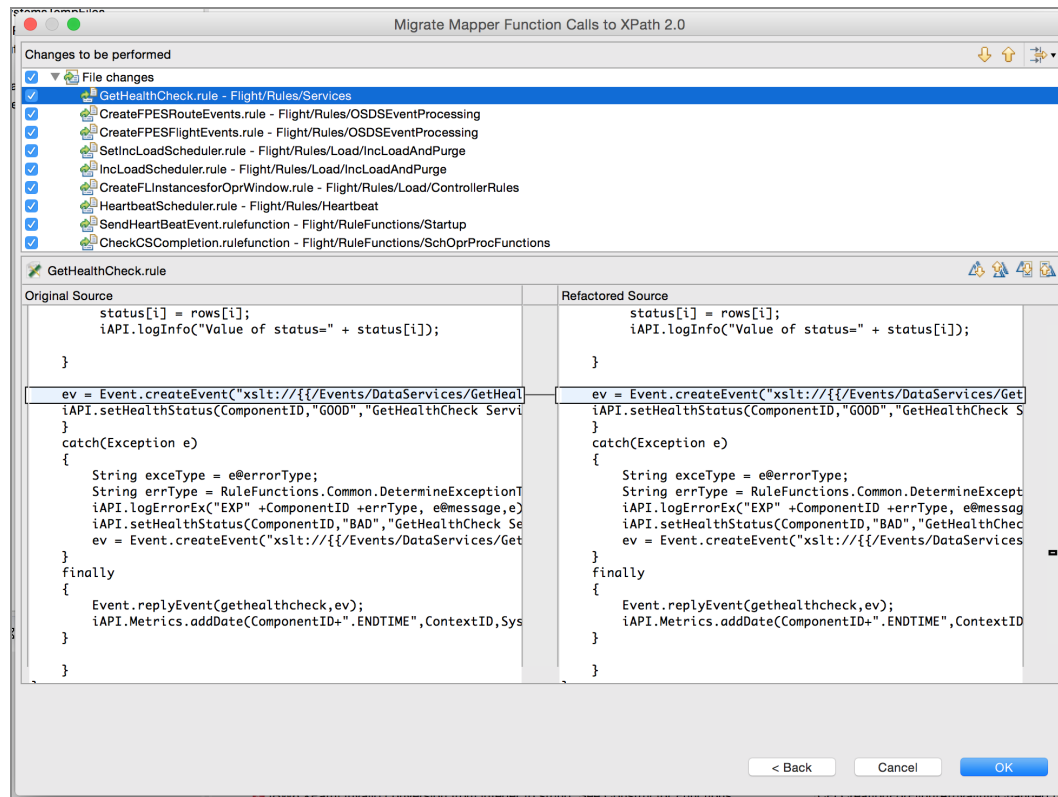 Migrate Mapper Function Calls to XPath 2.0
Changes to be performed
File changes
GetHealthCheck.rule - Flight/Rules/Services
CreateFPESRouteEvents.rule - Flight/Rules/OSDSEventProcessing
CreateFPESFlightEvents.rule - Flight/Rules/OSDSEventProcessing
SetIncLoadScheduler.rule - Flight/Rules/Load/IncLoadAndPurge
IncLoadScheduler.rule - Flight/Rules/Load/IncLoadAndPurge
CreateFLInstancesforOprWindow.rule - Flight/Rules/Load/ControllerRules
HeartbeatScheduler.rule - Flight/Rules/Heartbeat
SendHeartBeatEvent.rulefunction - Flight/RuleFunctions/Startup
CheckCSCompletion.rulefunction - Flight/RuleFunctions/SchOprProcFunctions
GetHealthCheck.rule
Original Source
status[i] = rows[i];
iAPI.logInfo("Value of status=" + status[i]);
}
ev = Event.createEvent("xslt://{{/Events/DataServices/GetHeal
iAPI.setHealthStatus(ComponentID,"GOOD","GetHealthCheck Servi
}
catch(Exception e)
{
String exceType = e@errorType;
String errType = RuleFunctions.Common.DetermineExceptionT
iAPI.logErrorEx("EXP" +ComponentID +errType, e@message,e)
iAPI.setHealthStatus(ComponentID,"BAD","GetHealthCheck Se
ev = Event.createEvent("xslt://{{/Events/DataServices/Get
}
finally
{
Event.replyEvent(gethealthcheck,ev);
iAPI.Metrics.addDate(ComponentID+".ENDTIME",ContextID,Sys
}
}
Refactored Source
status[i] = rows[i];
iAPI.logInfo("Value of status=" + status[i]);
}
ev = Event.createEvent("xslt://{{/Events/DataServices/Get
iAPI.setHealthStatus(ComponentID,"GOOD","GetHealthCheck S
}
catch(Exception e)
{
String exceType = e@errorType;
String errType = RuleFunctions.Common.DetermineExcept
iAPI.logErrorEx("EXP" +ComponentID +errType, e@messag
iAPI.setHealthStatus(ComponentID,"BAD","GetHealthChec
ev = Event.createEvent("xslt://{{/Events/DataServices
}
finally
{
Event.replyEvent(gethealthcheck,ev);
iAPI.Metrics.addDate(ComponentID+".ENDTIME",ContextID
}
}
< Back
Cancel
OK